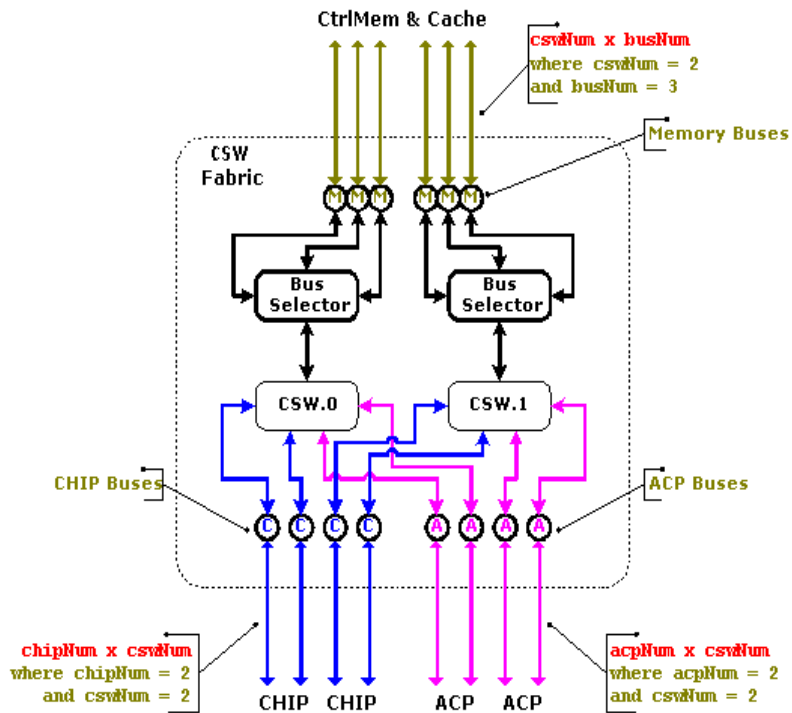 CtrlMem & Cache
cswNum x busNum
where cswNum = 2
and busNum = 3
Memory Buses
CSW
Fabric
M M M M M M
Bus
Selector
Bus
Selector
CSW.0
CSW.1
CHIP Buses
ACP Buses
C C C C A A A A
chipNum x cswNum
where chipNum = 2
and cswNum = 2
acpNum x cswNum
where acpNum = 2
and cswNum = 2
CHIP CHIP ACP ACP